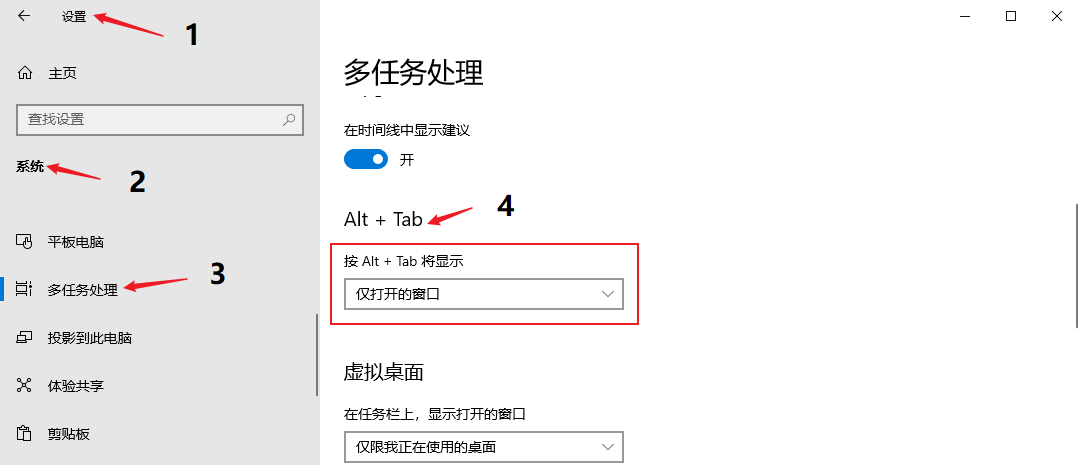 设置
1
主页
查找设置
系统
2
平板电脑
多任务处理
3
投影到此电脑
体验共享
剪贴板
多任务处理
在时间线中显示建议
开
Alt + Tab
4
按 Alt + Tab 将显示
仅打开的窗口
虚拟桌面
在任务栏上，显示打开的窗口
仅限我正在使用的桌面